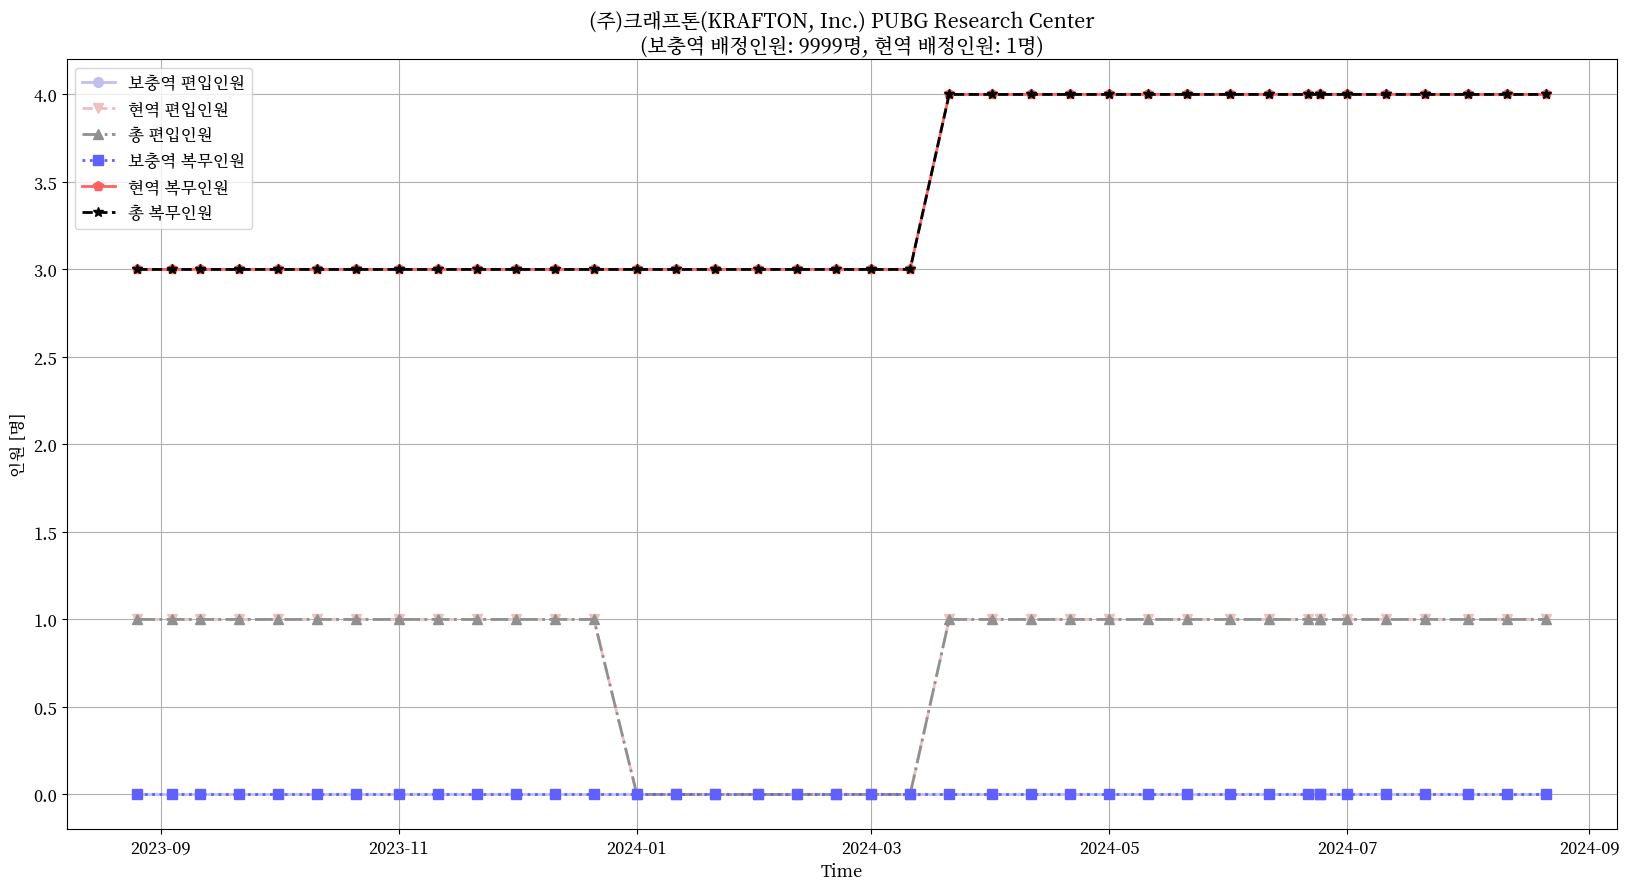 (주)크래프톤(KRAFTON, Inc.) PUBG Research Center
(보충역 배정인원: 9999명, 현역 배정인원: 1명)
보충역 편입인원
현역 편입인원
총 편입인원
보충역 복무인원
현역 복무인원
총 복무인원
4.0
3.5
3.0
2.5
2.0
1.5
1.0
0.5
0.0
인원 [명]
2023-09 2023-11 2024-01 2024-03 2024-05 2024-07 2024-09
Time